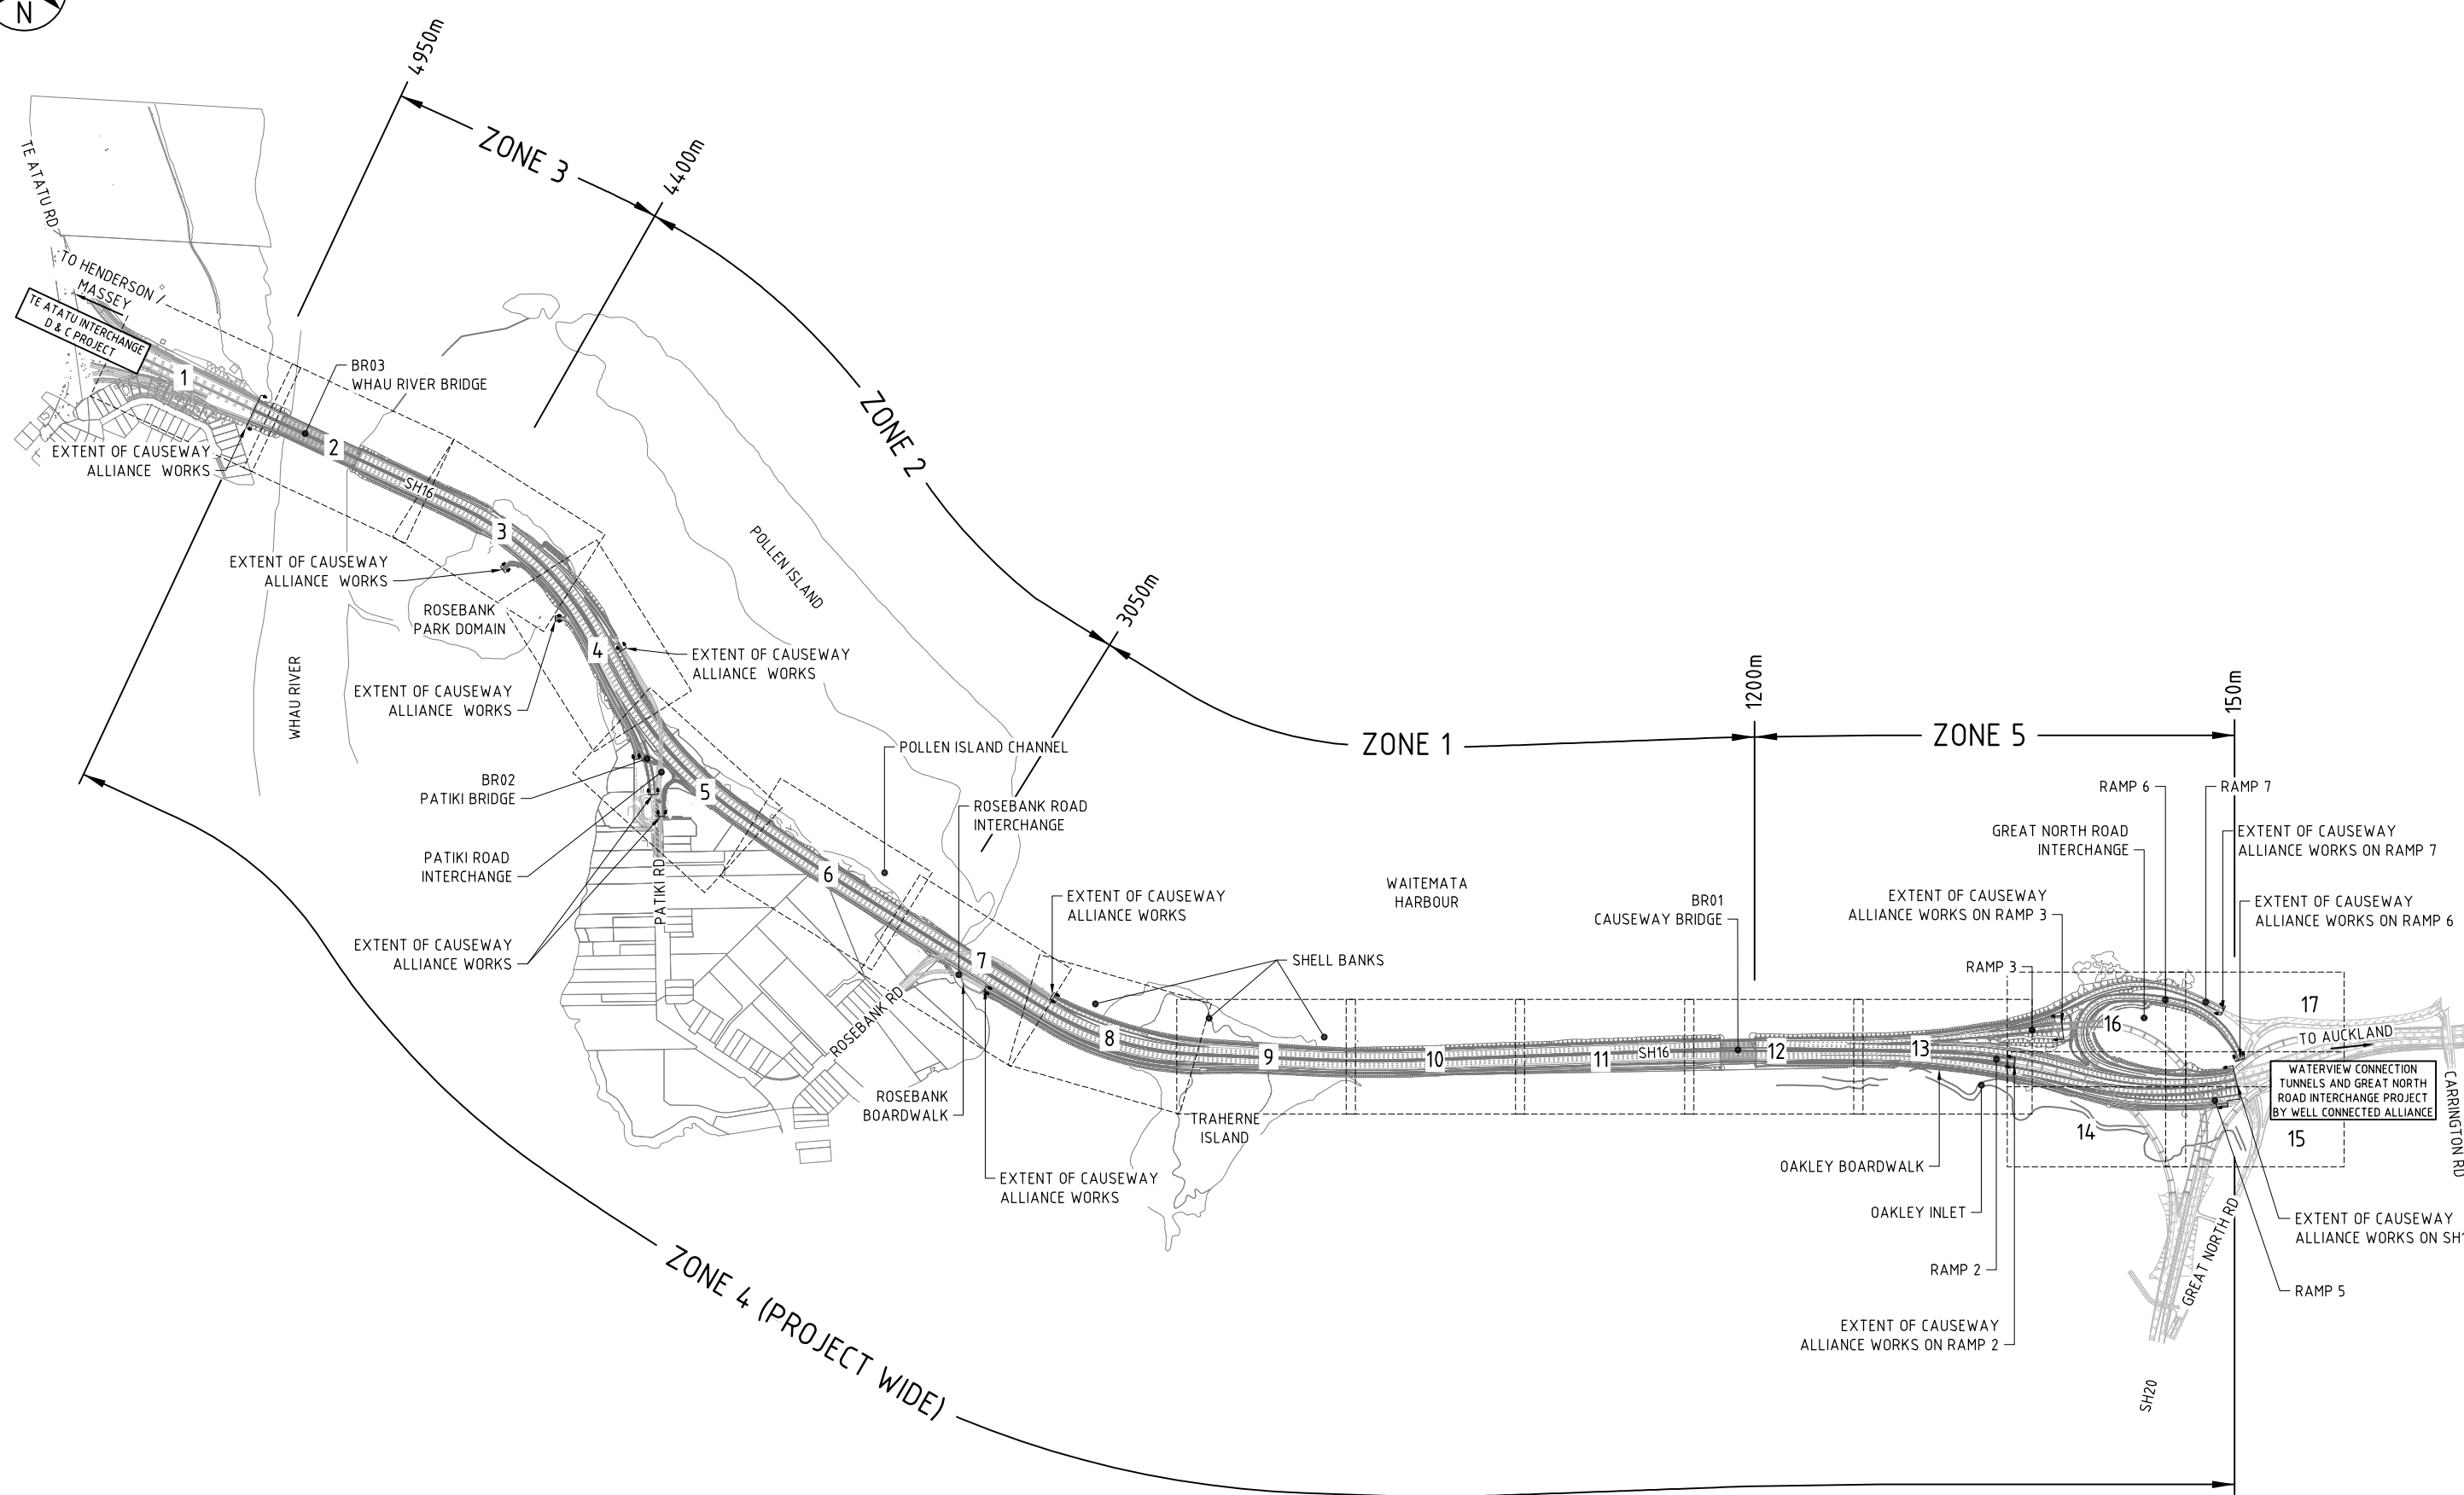 N
4950m
ZONE 3
4400m
TE ATATU RD
TO HENDERSON /
MASSEY
TE ATATU INTERCHANGE
D & C PROJECT
1
BR03
WHAU RIVER BRIDGE
ZONE 2
EXTENT OF CAUSEWAY
ALLIANCE WORKS
2
SH16
3
EXTENT OF CAUSEWAY
ALLIANCE WORKS
POLLEN ISLAND
3050m
ROSEBANK
PARK DOMAIN
4
EXTENT OF CAUSEWAY
ALLIANCE WORKS
EXTENT OF CAUSEWAY
ALLIANCE WORKS
WHAU RIVER
1200m
150m
ZONE 1
ZONE 5
POLLEN ISLAND CHANNEL
BR02
PATIKI BRIDGE
5
ROSEBANK ROAD
INTERCHANGE
RAMP 6
RAMP 7
GREAT NORTH ROAD
INTERCHANGE
EXTENT OF CAUSEWAY
ALLIANCE WORKS ON RAMP 7
PATIKI ROAD
INTERCHANGE
PATIKI RD
6
EXTENT OF CAUSEWAY
ALLIANCE WORKS
WAITEMATA
HARBOUR
BR01
CAUSEWAY BRIDGE
EXTENT OF CAUSEWAY
ALLIANCE WORKS ON RAMP 3
EXTENT OF CAUSEWAY
ALLIANCE WORKS ON RAMP 6
EXTENT OF CAUSEWAY
ALLIANCE WORKS
7
SHELL BANKS
RAMP 3
ROSEBANK RD
8
9
10
11
SH16
12
13
16
17
TO AUCKLAND
WATERVIEW CONNECTION
TUNNELS AND GREAT NORTH
ROAD INTERCHANGE PROJECT
BY WELL CONNECTED ALLIANCE
CARRINGTON RD
ROSEBANK
BOARDWALK
TRAHERNE
ISLAND
14
15
OAKLEY BOARDWALK
EXTENT OF CAUSEWAY
ALLIANCE WORKS
OAKLEY INLET
EXTENT OF CAUSEWAY
ALLIANCE WORKS ON
GREAT NORTH RD
RAMP 2
RAMP 5
EXTENT OF CAUSEWAY
ALLIANCE WORKS ON RAMP 2
ZONE 4 (PROJECT WIDE)
SH20